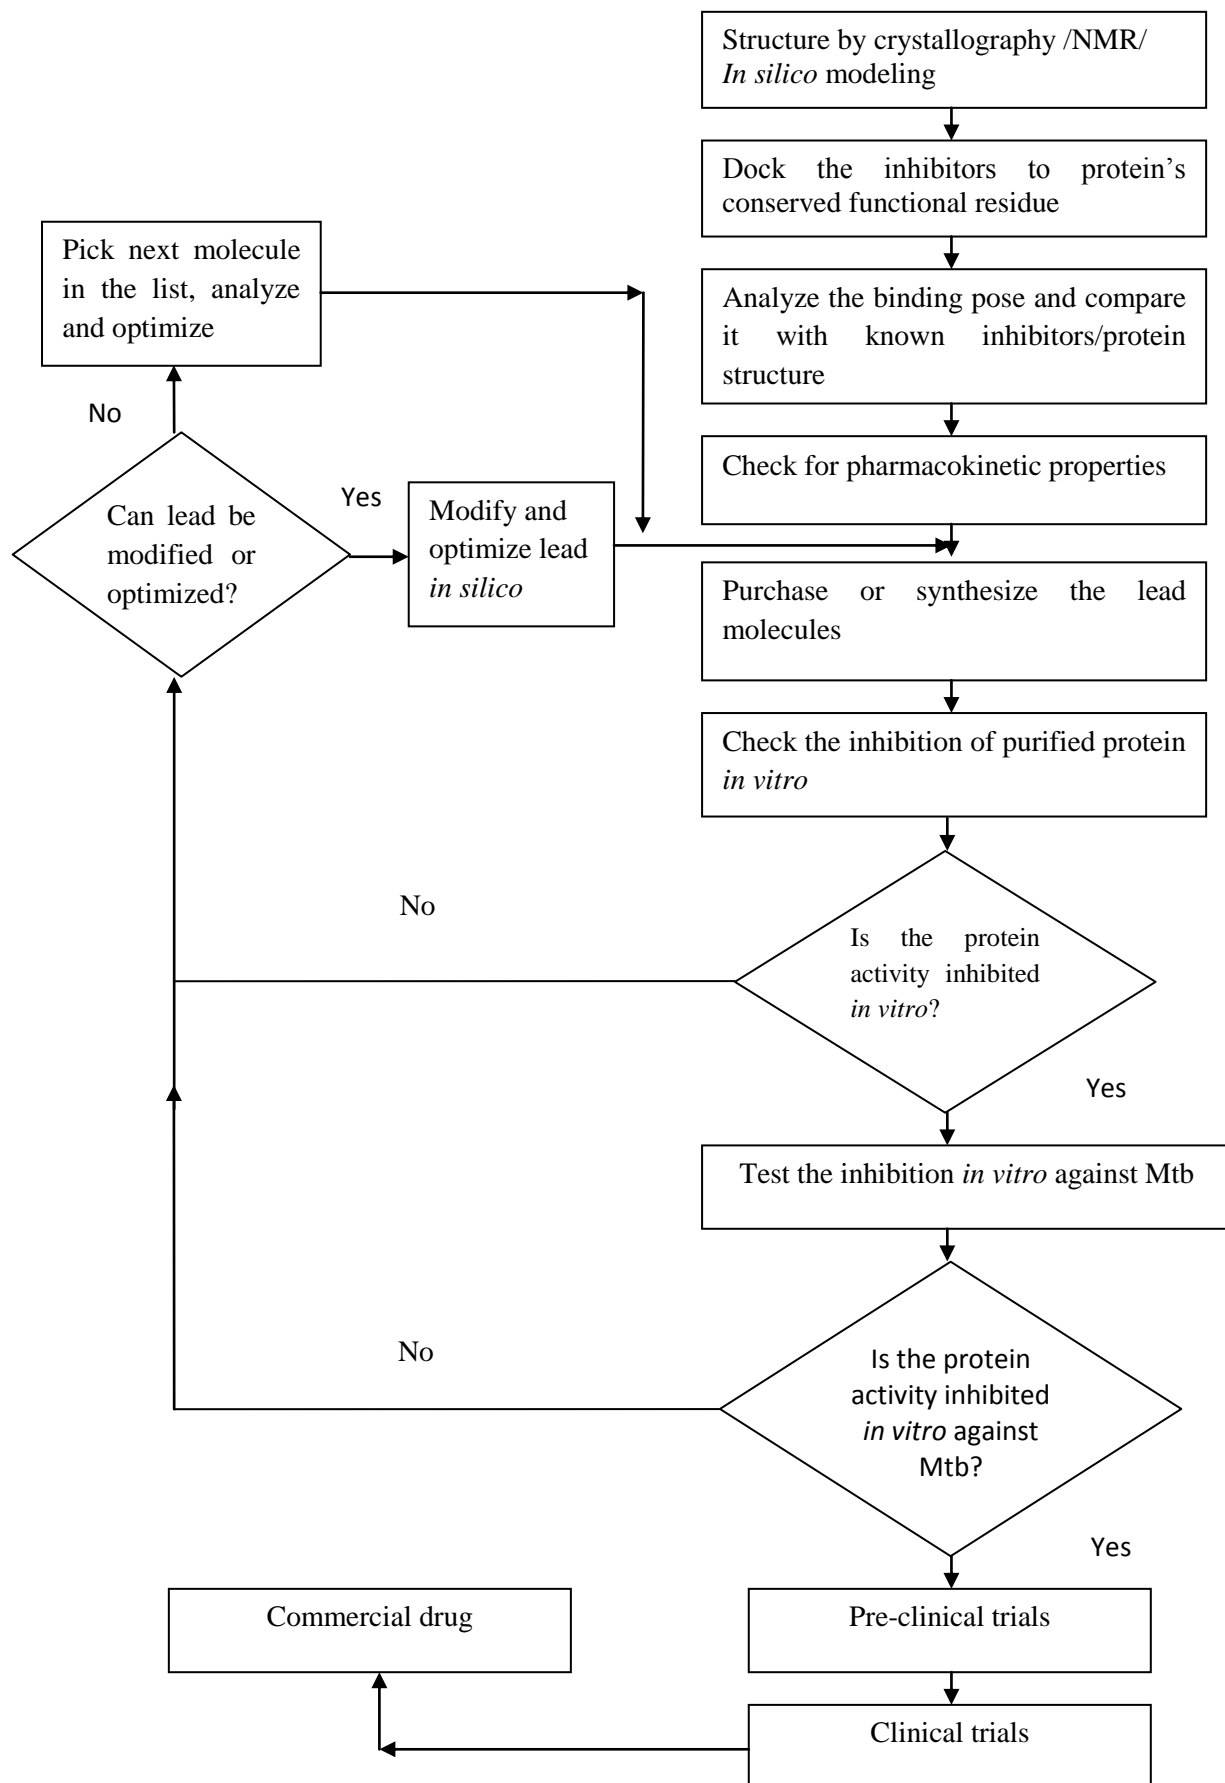 Structure by crystallography /NMR/
In silico modeling
Dock the inhibitors to protein’s
conserved functional residue
Pick next molecule
in the list, analyze
and optimize
Analyze the binding pose and compare
it with known inhibitors/protein
structure
No
Check for pharmacokinetic properties
Can lead be
modified or
optimized?
Yes
Modify and
optimize lead
in silico
Purchase or synthesize the lead
molecules
Check the inhibition of purified protein
in vitro
No
Is the protein
activity inhibited
in vitro?
Yes
Test the inhibition in vitro against Mtb
No
Is the protein
activity inhibited
in vitro against
Mtb?
Yes
Commercial drug
Pre-clinical trials
Clinical trials